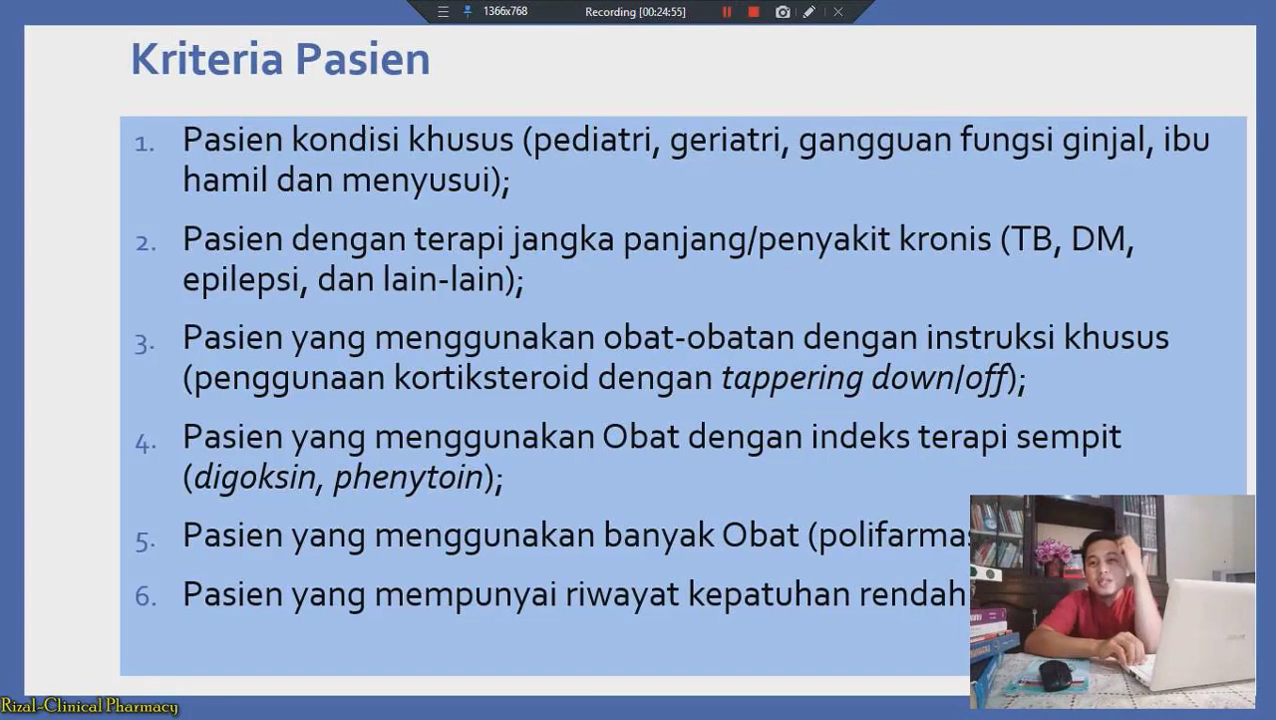 1366x768 Recording [00:24:55]
Kriteria Pasien
1. Pasien kondisi khusus (pediatri, geriatri, gangguan fungsi ginjal, ibu
hamil dan menyusui);
2. Pasien dengan terapi jangka panjang/penyakit kronis (TB, DM,
epilepsi, dan lain-lain);
3. Pasien yang menggunakan obat-obatan dengan instruksi khusus
(penggunaan kortiksteroid dengan tappering down/off);
4. Pasien yang menggunakan Obat dengan indeks terapi sempit
(digoksin, phenytoin);
5. Pasien yang menggunakan banyak Obat (polifarmas
6. Pasien yang mempunyai riwayat kepatuhan rendah
Rizal-Clinical Pharmacy